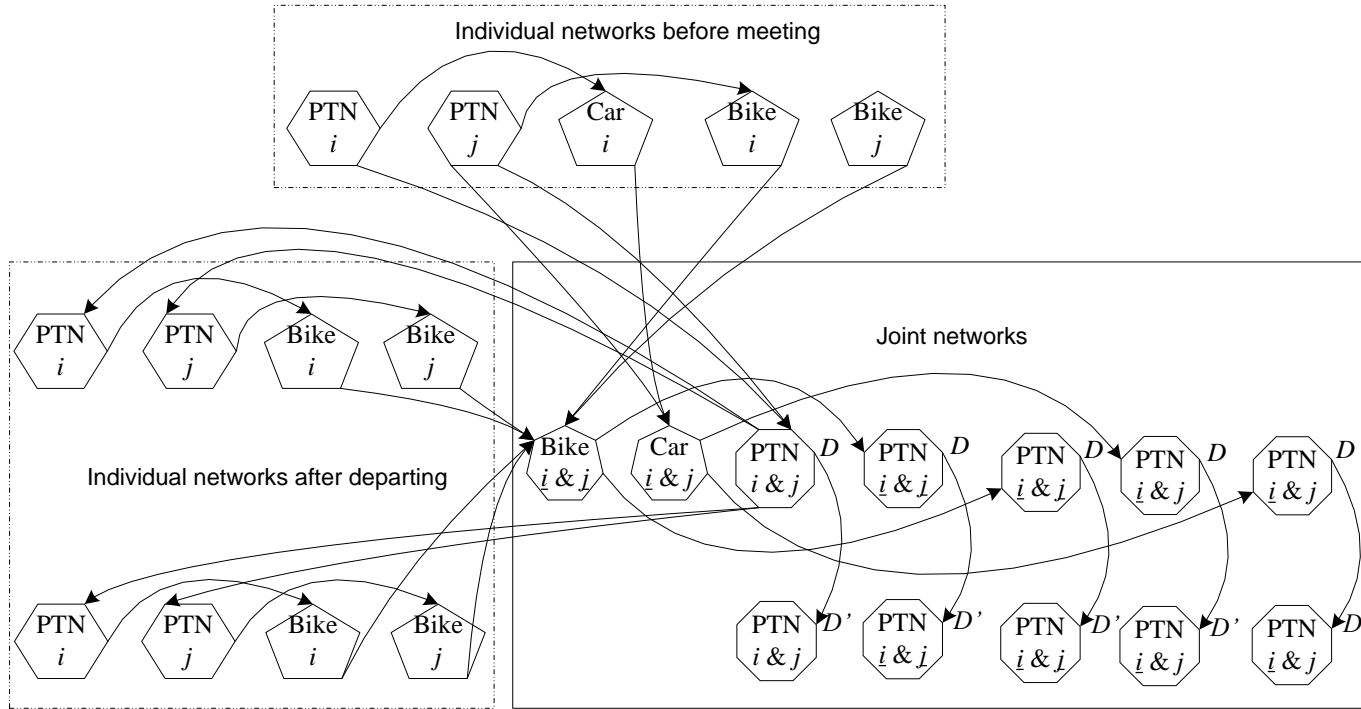 Individual networks before meeting
PTN
i
PTN
j
Car
i
Bike
i
Bike
j
PTN
i
PTN
j
Bike
i
Bike
j
Individual networks after departing
PTN
i
PTN
j
Bike
i
Bike
j
Joint networks
Bike
i & j
Car
i & j
PTN
i & j
D
PTN
i & j
D
PTN
i & j
D
PTN
i & j
D
PTN
i & j
D
PTN
i & j
D'
PTN
i & j
D'
PTN
i & j
D'
PTN
i & j
D'
PTN
i & j
D